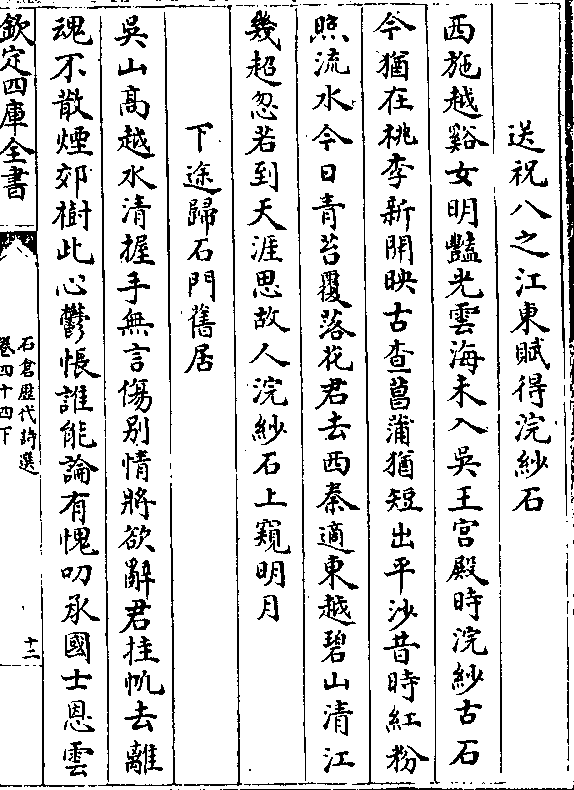 送祝八之江東賦得浣紗石
西施越谿女明豔光雲海未入吳王宮殿時浣紗古石
今猶在桃李新開映古查菖蒲猶短出平沙昔時紅粉
照流水今日青苔覆落花君去西秦適東越碧山清江
幾超忽若到天涯思故人浣紗石上窺明月
下途歸石門舊居
吳山高越水清握手無言傷别情將欲辭君挂帆去離
魂不散煙郊樹此心鬱悵誰能論有愧叨承國士恩雲
欽定四庫全書
石倉歴代詩選
卷四十四下
十二